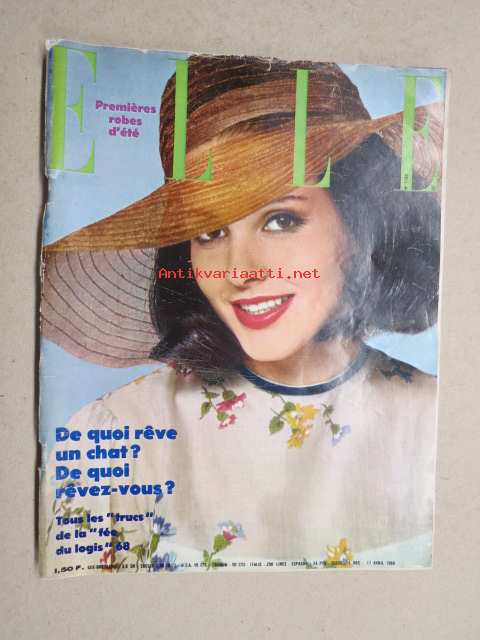 ELLE
Premières
robes
d'été
Antikvariaatti.net
De quoi rêve
un chat?
De quoi
rêvez-vous?
Tous les "trucs"
de la "fée
du logis" 68
1,50 F.